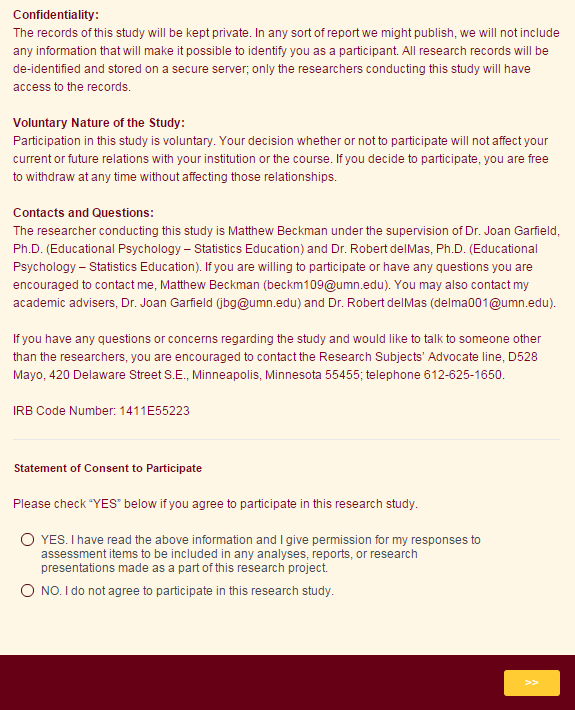 Confidentiality:
The records of this study will be kept private. In any sort of report we might publish, we will not include
any information that will make it possible to identify you as a participant. All research records will be
de-identified and stored on a secure server; only the researchers conducting this study will have
access to the records.
Voluntary Nature of the Study:
Participation in this study is voluntary. Your decision whether or not to participate will not affect your
current or future relations with your institution or the course. If you decide to participate, you are free
to withdraw at any time without affecting those relationships.
Contacts and Questions:
The researcher conducting this study is Matthew Beckman under the supervision of Dr. Joan Garfield,
Ph.D. (Educational Psychology – Statistics Education) and Dr. Robert delMas, Ph.D. (Educational
Psychology – Statistics Education). If you are willing to participate or have any questions you are
encouraged to contact me, Matthew Beckman (beckm109@umn.edu). You may also contact my
academic advisers, Dr. Joan Garfield (jbg@umn.edu) and Dr. Robert delMas (delma001@umn.edu).
If you have any questions or concerns regarding the study and would like to talk to someone other
than the researchers, you are encouraged to contact the Research Subjects' Advocate line, D528
Mayo, 420 Delaware Street S.E., Minneapolis, Minnesota 55455; telephone 612-625-1650.
IRB Code Number: 1411E55223
Statement of Consent to Participate
Please check “YES” below if you agree to participate in this research study.
YES. I have read the above information and I give permission for my responses to
assessment items to be included in any analyses, reports, or research
presentations made as a part of this research project.
NO. I do not agree to participate in this research study.
>>